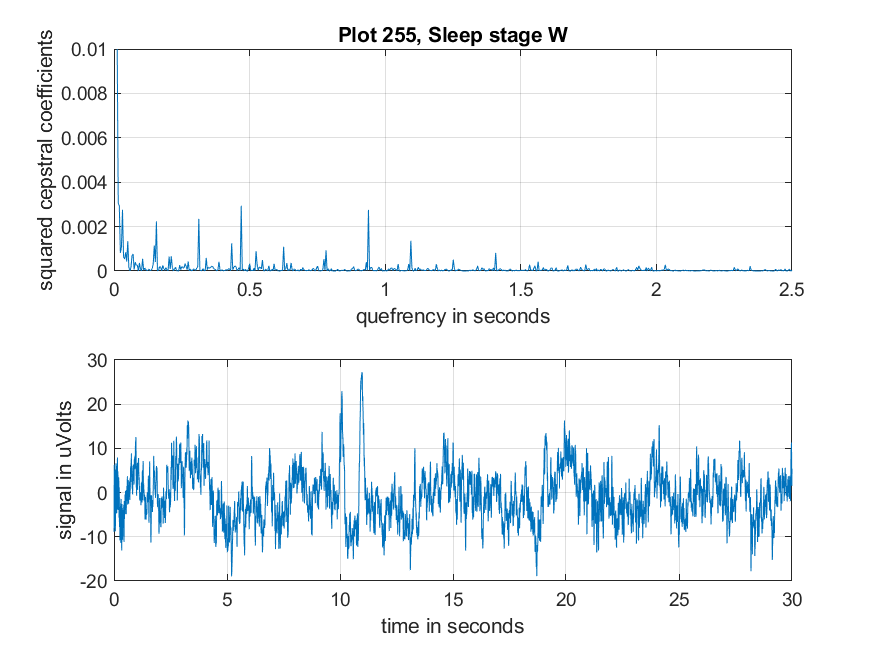 Plot 255, Sleep stage W
squared cepstral coefficients
0.01
0.008
0.006
0.004
0.002
0
0 0.5 1 1.5 2 2.5
quefrency in seconds
signal in uVolts
30
20
10
0
-10
-20
0 5 10 15 20 25 30
time in seconds